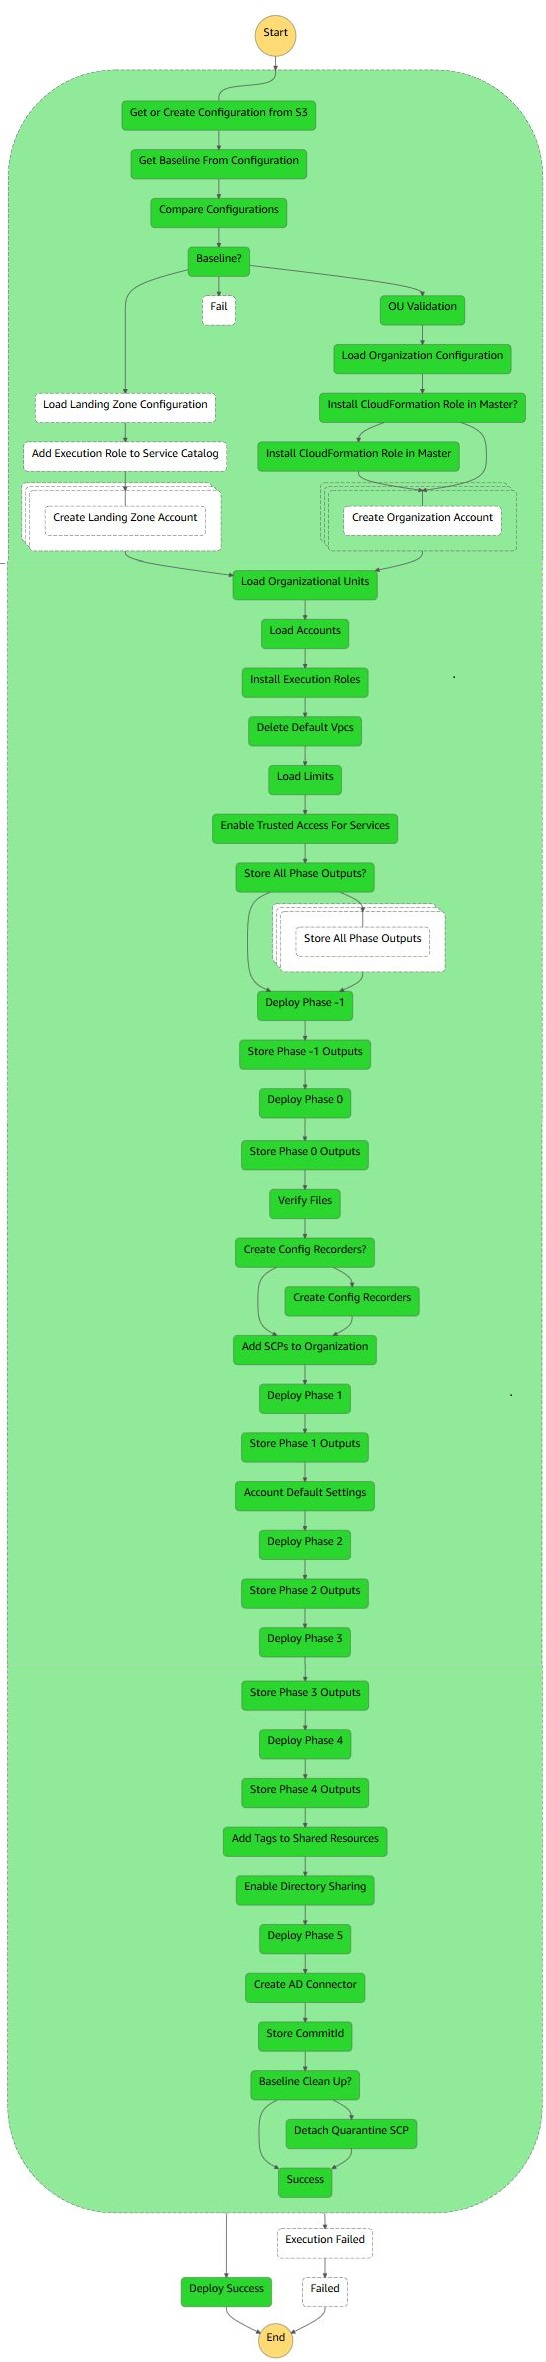 Start
Get or Create Configuration from S3
Get Baseline From Configuration
Compare Configurations
Baseline?
Fail
OU Validation
Load Organization Configuration
Load Landing Zone Configuration
Install CloudFormation Role in Master?
Add Execution Role to Service Catalog
Install CloudFormation Role in Master
Create Landing Zone Account
Create Organization Account
Load Organizational Units
Load Accounts
Install Execution Roles
Delete Default Vpcs
Load Limits
Enable Trusted Access For Services
Store All Phase Outputs?
Store All Phase Outputs
Deploy Phase -1
Store Phase -1 Outputs
Deploy Phase 0
Store Phase 0 Outputs
Verify Files
Create Config Recorders?
Create Config Recorders
Add SCPs to Organization
Deploy Phase 1
Store Phase 1 Outputs
Account Default Settings
Deploy Phase 2
Store Phase 2 Outputs
Deploy Phase 3
Store Phase 3 Outputs
Deploy Phase 4
Store Phase 4 Outputs
Add Tags to Shared Resources
Enable Directory Sharing
Deploy Phase 5
Create AD Connector
Store CommitId
Baseline Clean Up?
Detach Quarantine SCP
Success
Execution Failed
Deploy Success
Failed
End